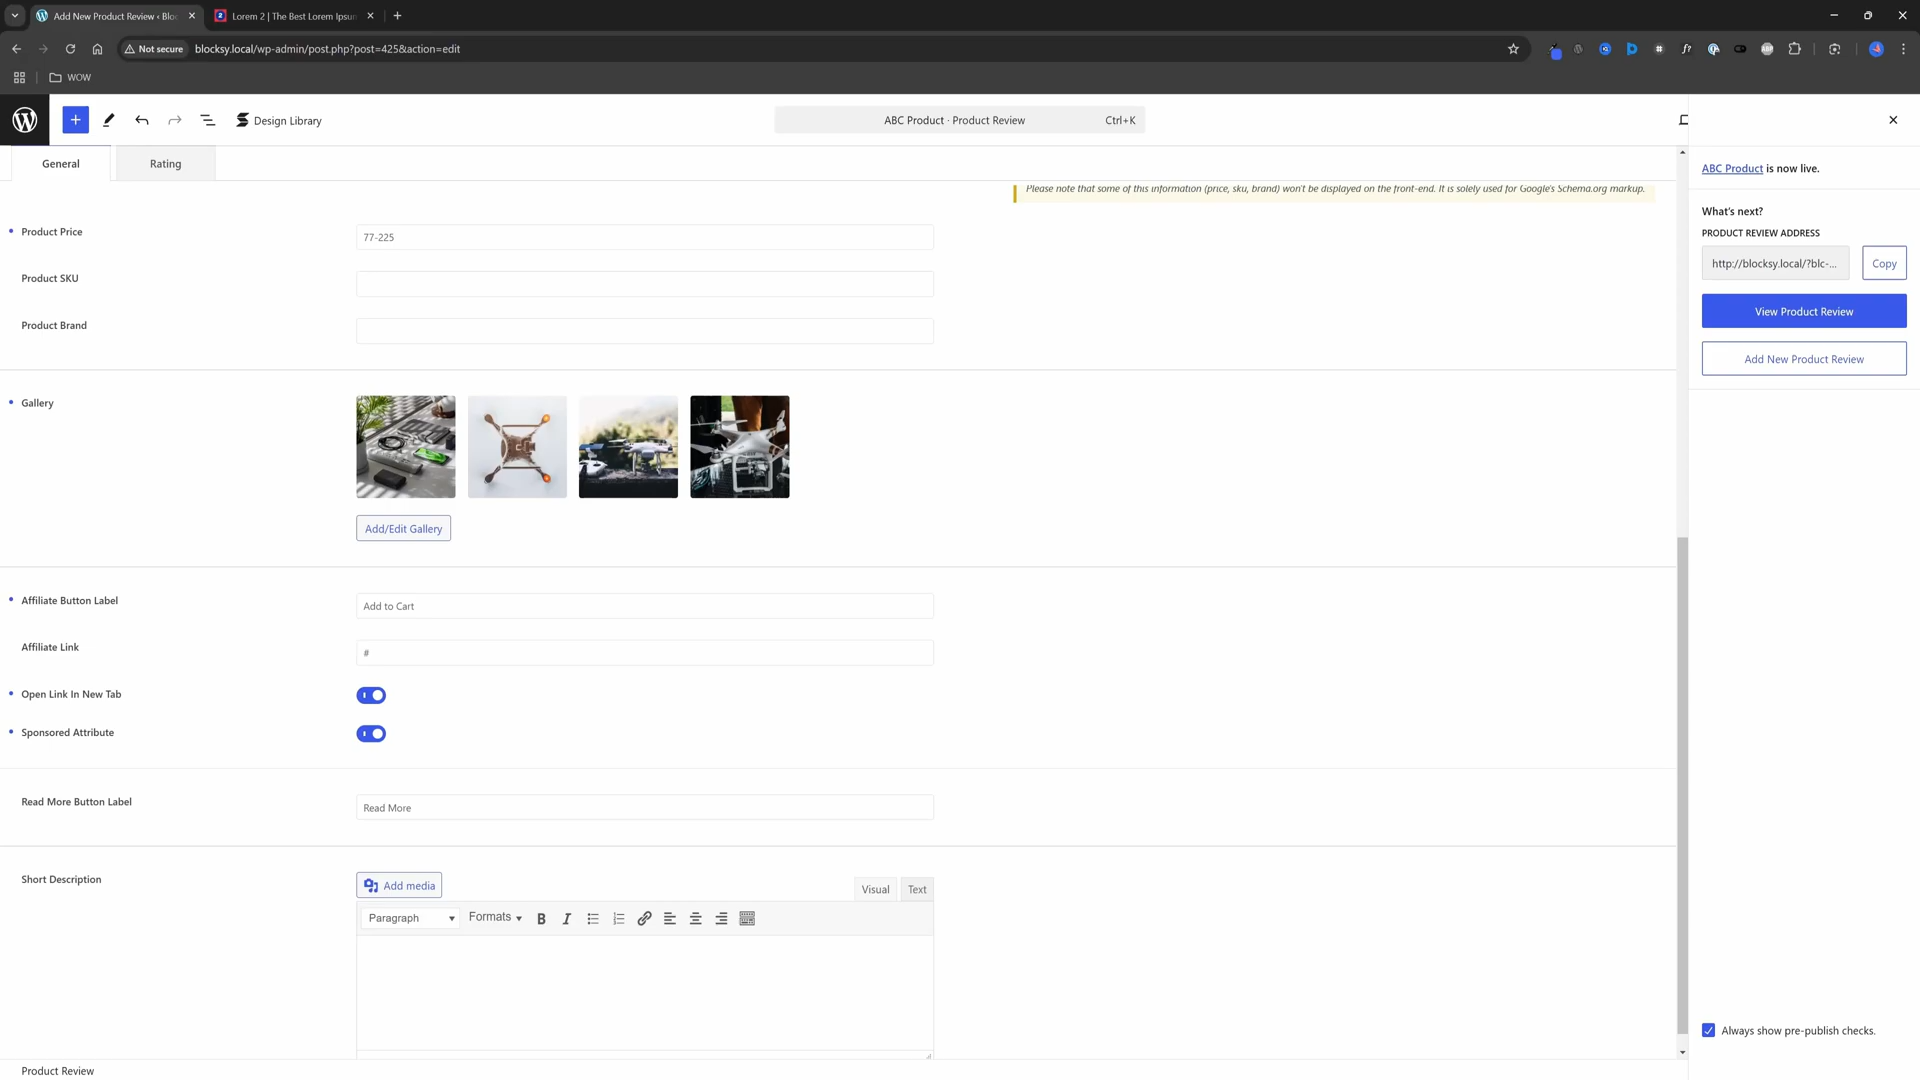 Add New Product Review ‹ Bloc
Lorem 2 | The Best Lorem Ipsum
Not secure
blocksy.local/wp-admin/post.php?post=425&action=edit
WOW
Design Library
ABC Product · Product Review
Ctrl+K
General
Rating
Please note that some of this information (price, sku, brand) won't be displayed on the front-end. It is solely used for Google's Schema.org markup.
Product Price
77-225
Product SKU
Product Brand
Gallery
Add/Edit Gallery
Affiliate Button Label
Add to Cart
Affiliate Link
#
Open Link In New Tab
Sponsored Attribute
Read More Button Label
Read More
Short Description
Add media
Visual
Text
Paragraph
Formats
B
I
Product Review
ABC Product is now live.
What's next?
PRODUCT REVIEW ADDRESS
http://blocksy.local/?blc-...
Copy
View Product Review
Add New Product Review
Always show pre-publish checks.